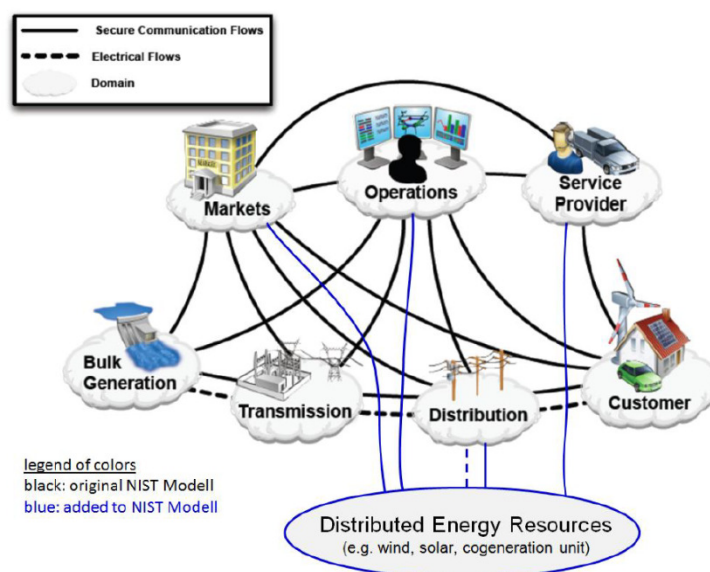 Secure Communication Flows
Electrical Flows
Domain
Markets
Operations
Service
Provider
Bulk
Generation
Transmission
Distribution
Customer
legend of colors
black: original NIST Modell
blue: added to NIST Modell
Distributed Energy Resources
(e.g. wind, solar, cogeneration unit)